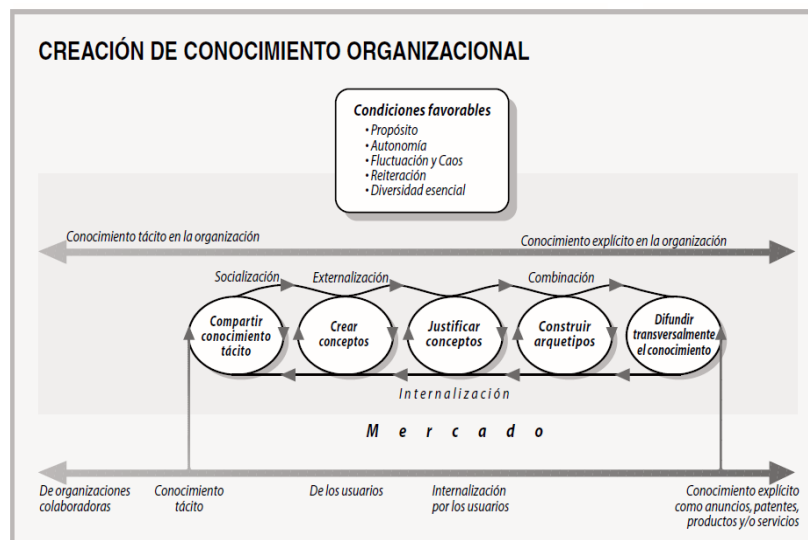 CREACIÓN DE CONOCIMIENTO ORGANIZACIONAL
Condiciones favorables
• Propósito
• Autonomía
• Fluctuación y Caos
• Reiteración
• Diversidad esencial
Conocimiento tácito en la organización
Conocimiento explícito en la organización
Socialización
Externalización
Combinación
Compartir
conocimiento
tácito
Crear
conceptos
Justificar
conceptos
Construir
arquetipos
Difundir
transversalmente
el conocimiento
Internalización
Mercado
De organizaciones
colaboradoras
Conocimiento
tácito
De los usuarios
Internalización
por los usuarios
Conocimiento explícito
como anuncios, patentes,
productos y/o servicios